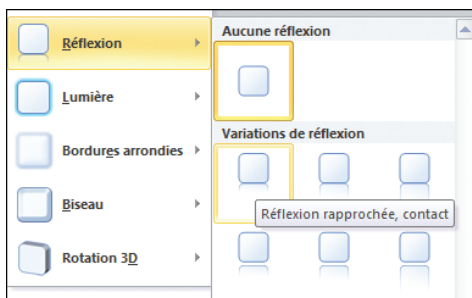 Réflexion
Lumière
Bordures arrondies
Biseau
Rotation 3D
Aucune réflexion
Variations de réflexion
Réflexion rapprochée, contact